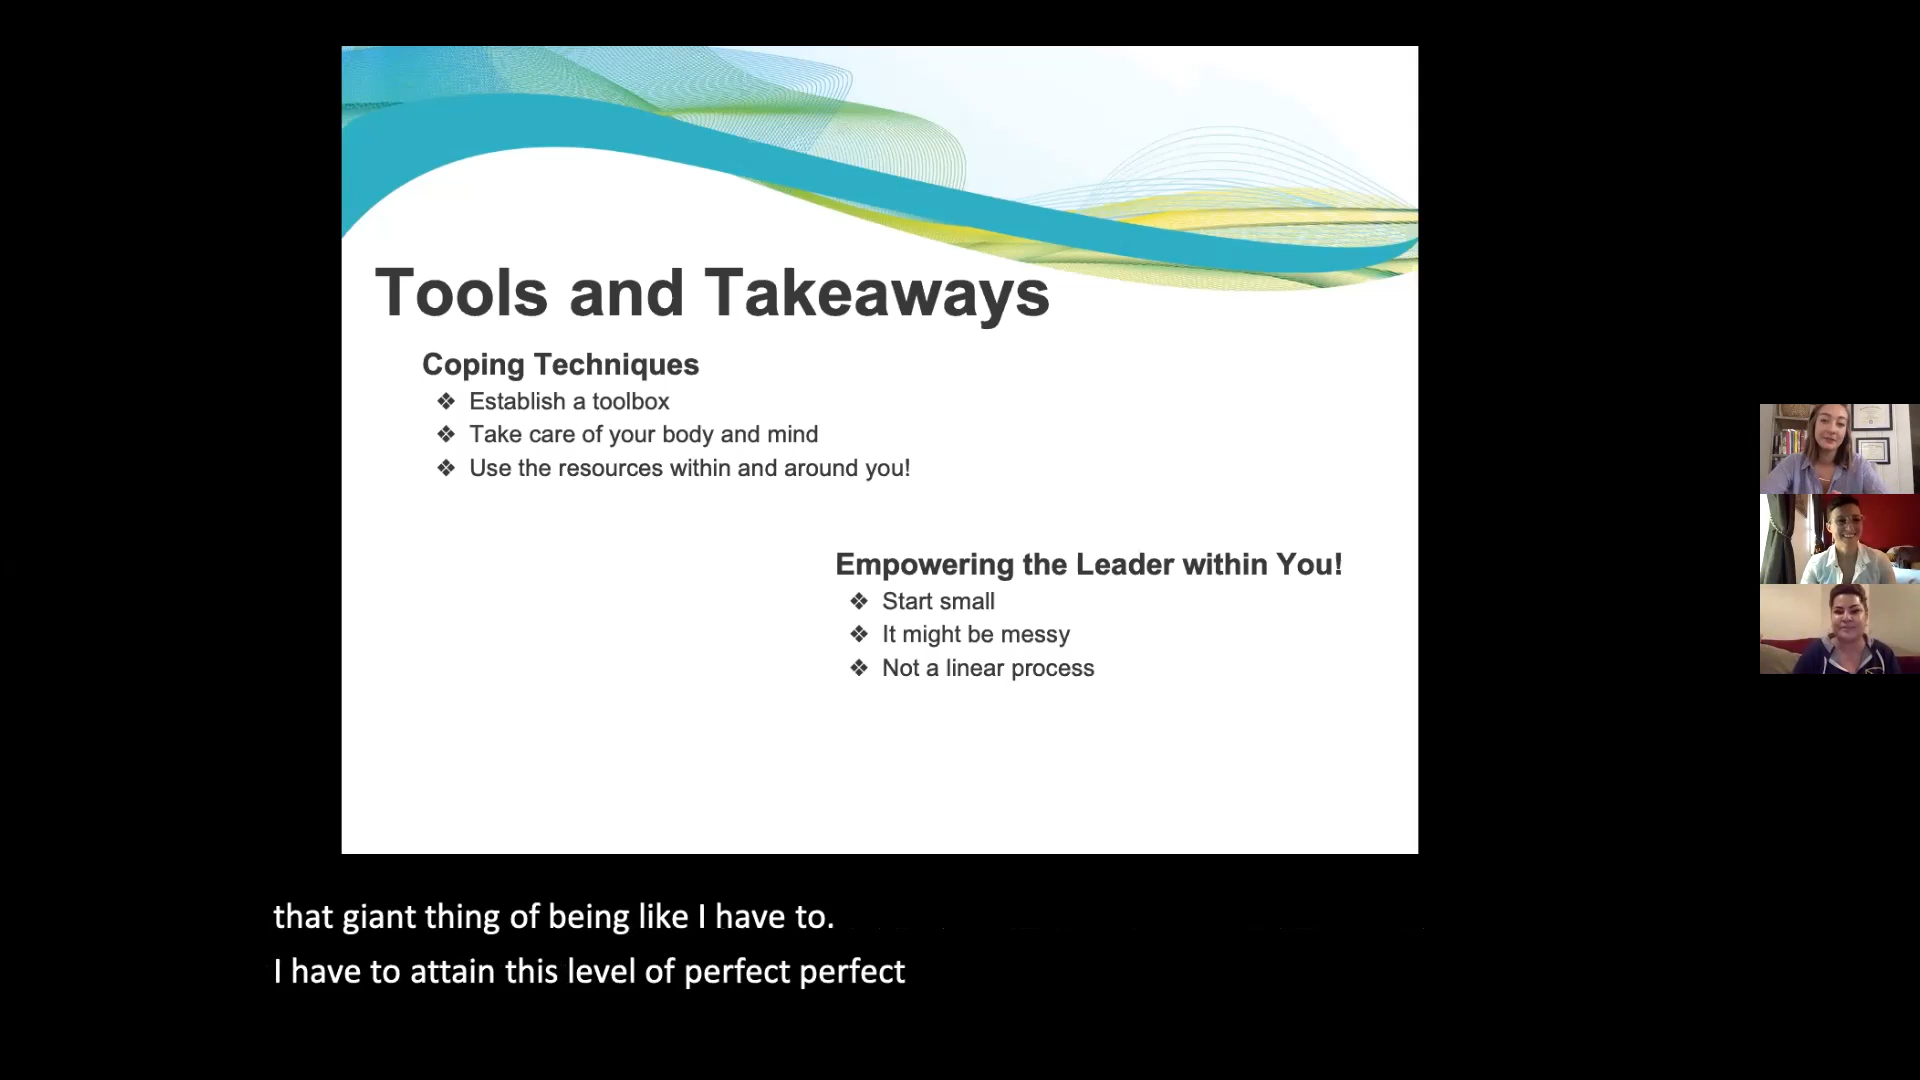 Tools and Takeaways
Coping Techniques
❖ Establish a toolbox
❖ Take care of your body and mind
❖ Use the resources within and around you!
Empowering the Leader within You!
❖ Start small
❖ It might be messy
❖ Not a linear process
that giant thing of being like I have to.
I have to attain this level of perfect perfect